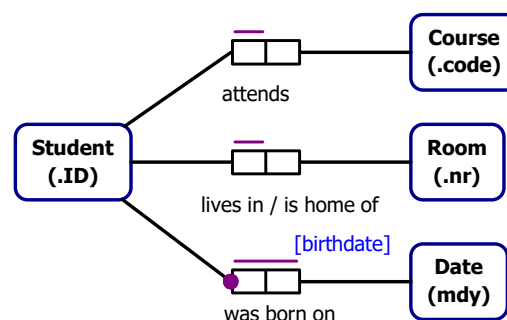 Course
(.code)
attends
Student
(.ID)
Room
(.nr)
lives in / is home of
[birthdate]
Date
(mdy)
was born on